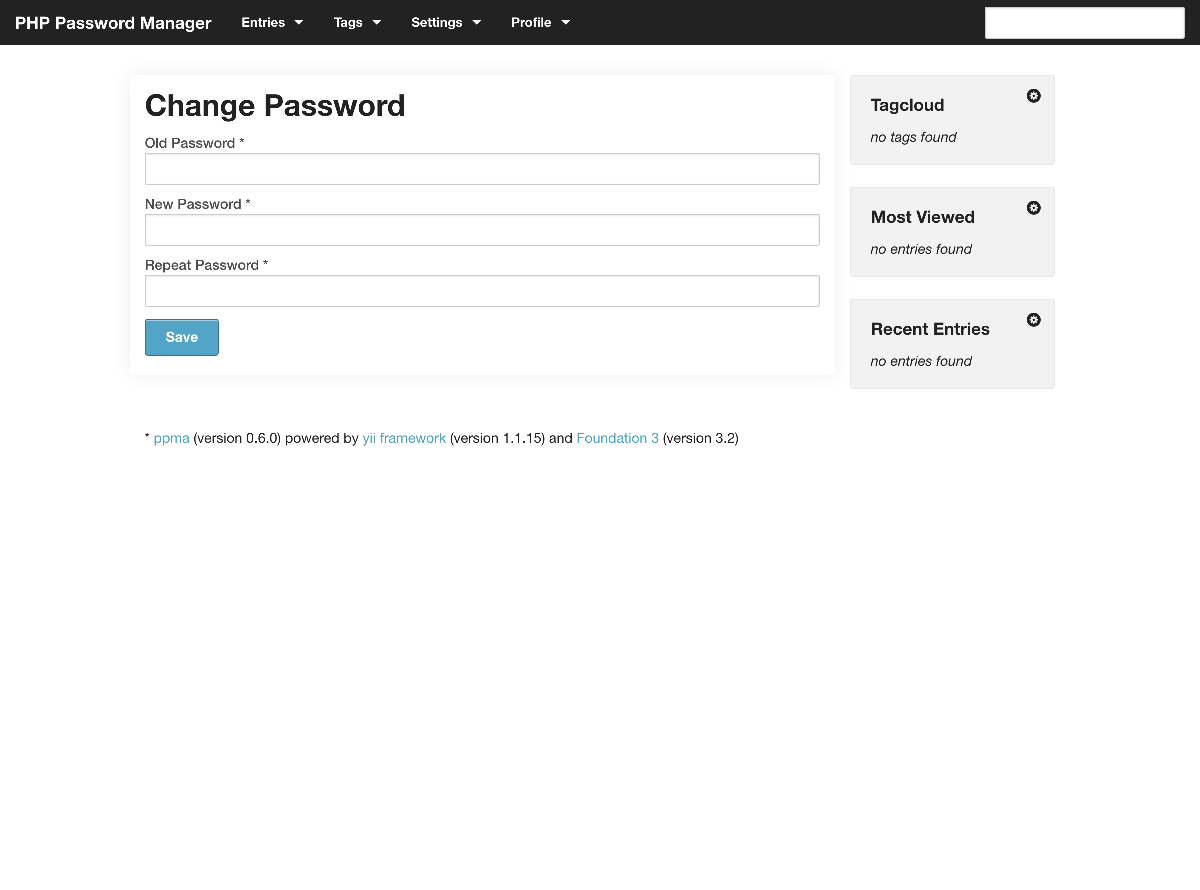 PHP Password Manager Entries Tags Settings Profile
Change Password
Old Password *
New Password *
Repeat Password *
Save
Tagcloud
no tags found
Most Viewed
no entries found
Recent Entries
no entries found
* ppma (version 0.6.0) powered by yii framework (version 1.1.15) and Foundation 3 (version 3.2)